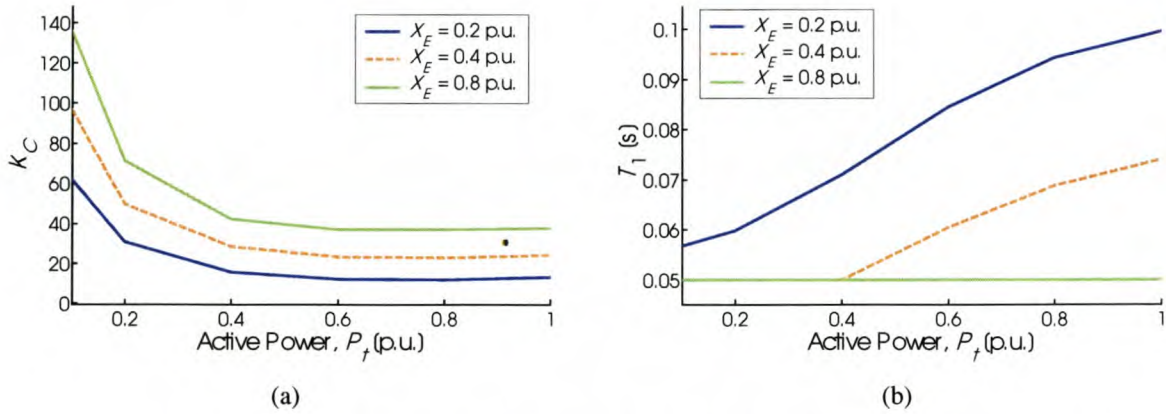 140
120
100
80
60
40
20
0
K_C
0.2 0.4 0.6 0.8 1
Active Power, P_t (p.u.)
X_E = 0.2 p.u.
X_E = 0.4 p.u.
X_E = 0.8 p.u.
(a)
0.1
0.09
0.08
0.07
0.06
0.05
T_1 (s)
0.2 0.4 0.6 0.8 1
Active Power, P_t (p.u.)
X_E = 0.2 p.u.
X_E = 0.4 p.u.
X_E = 0.8 p.u.
(b)